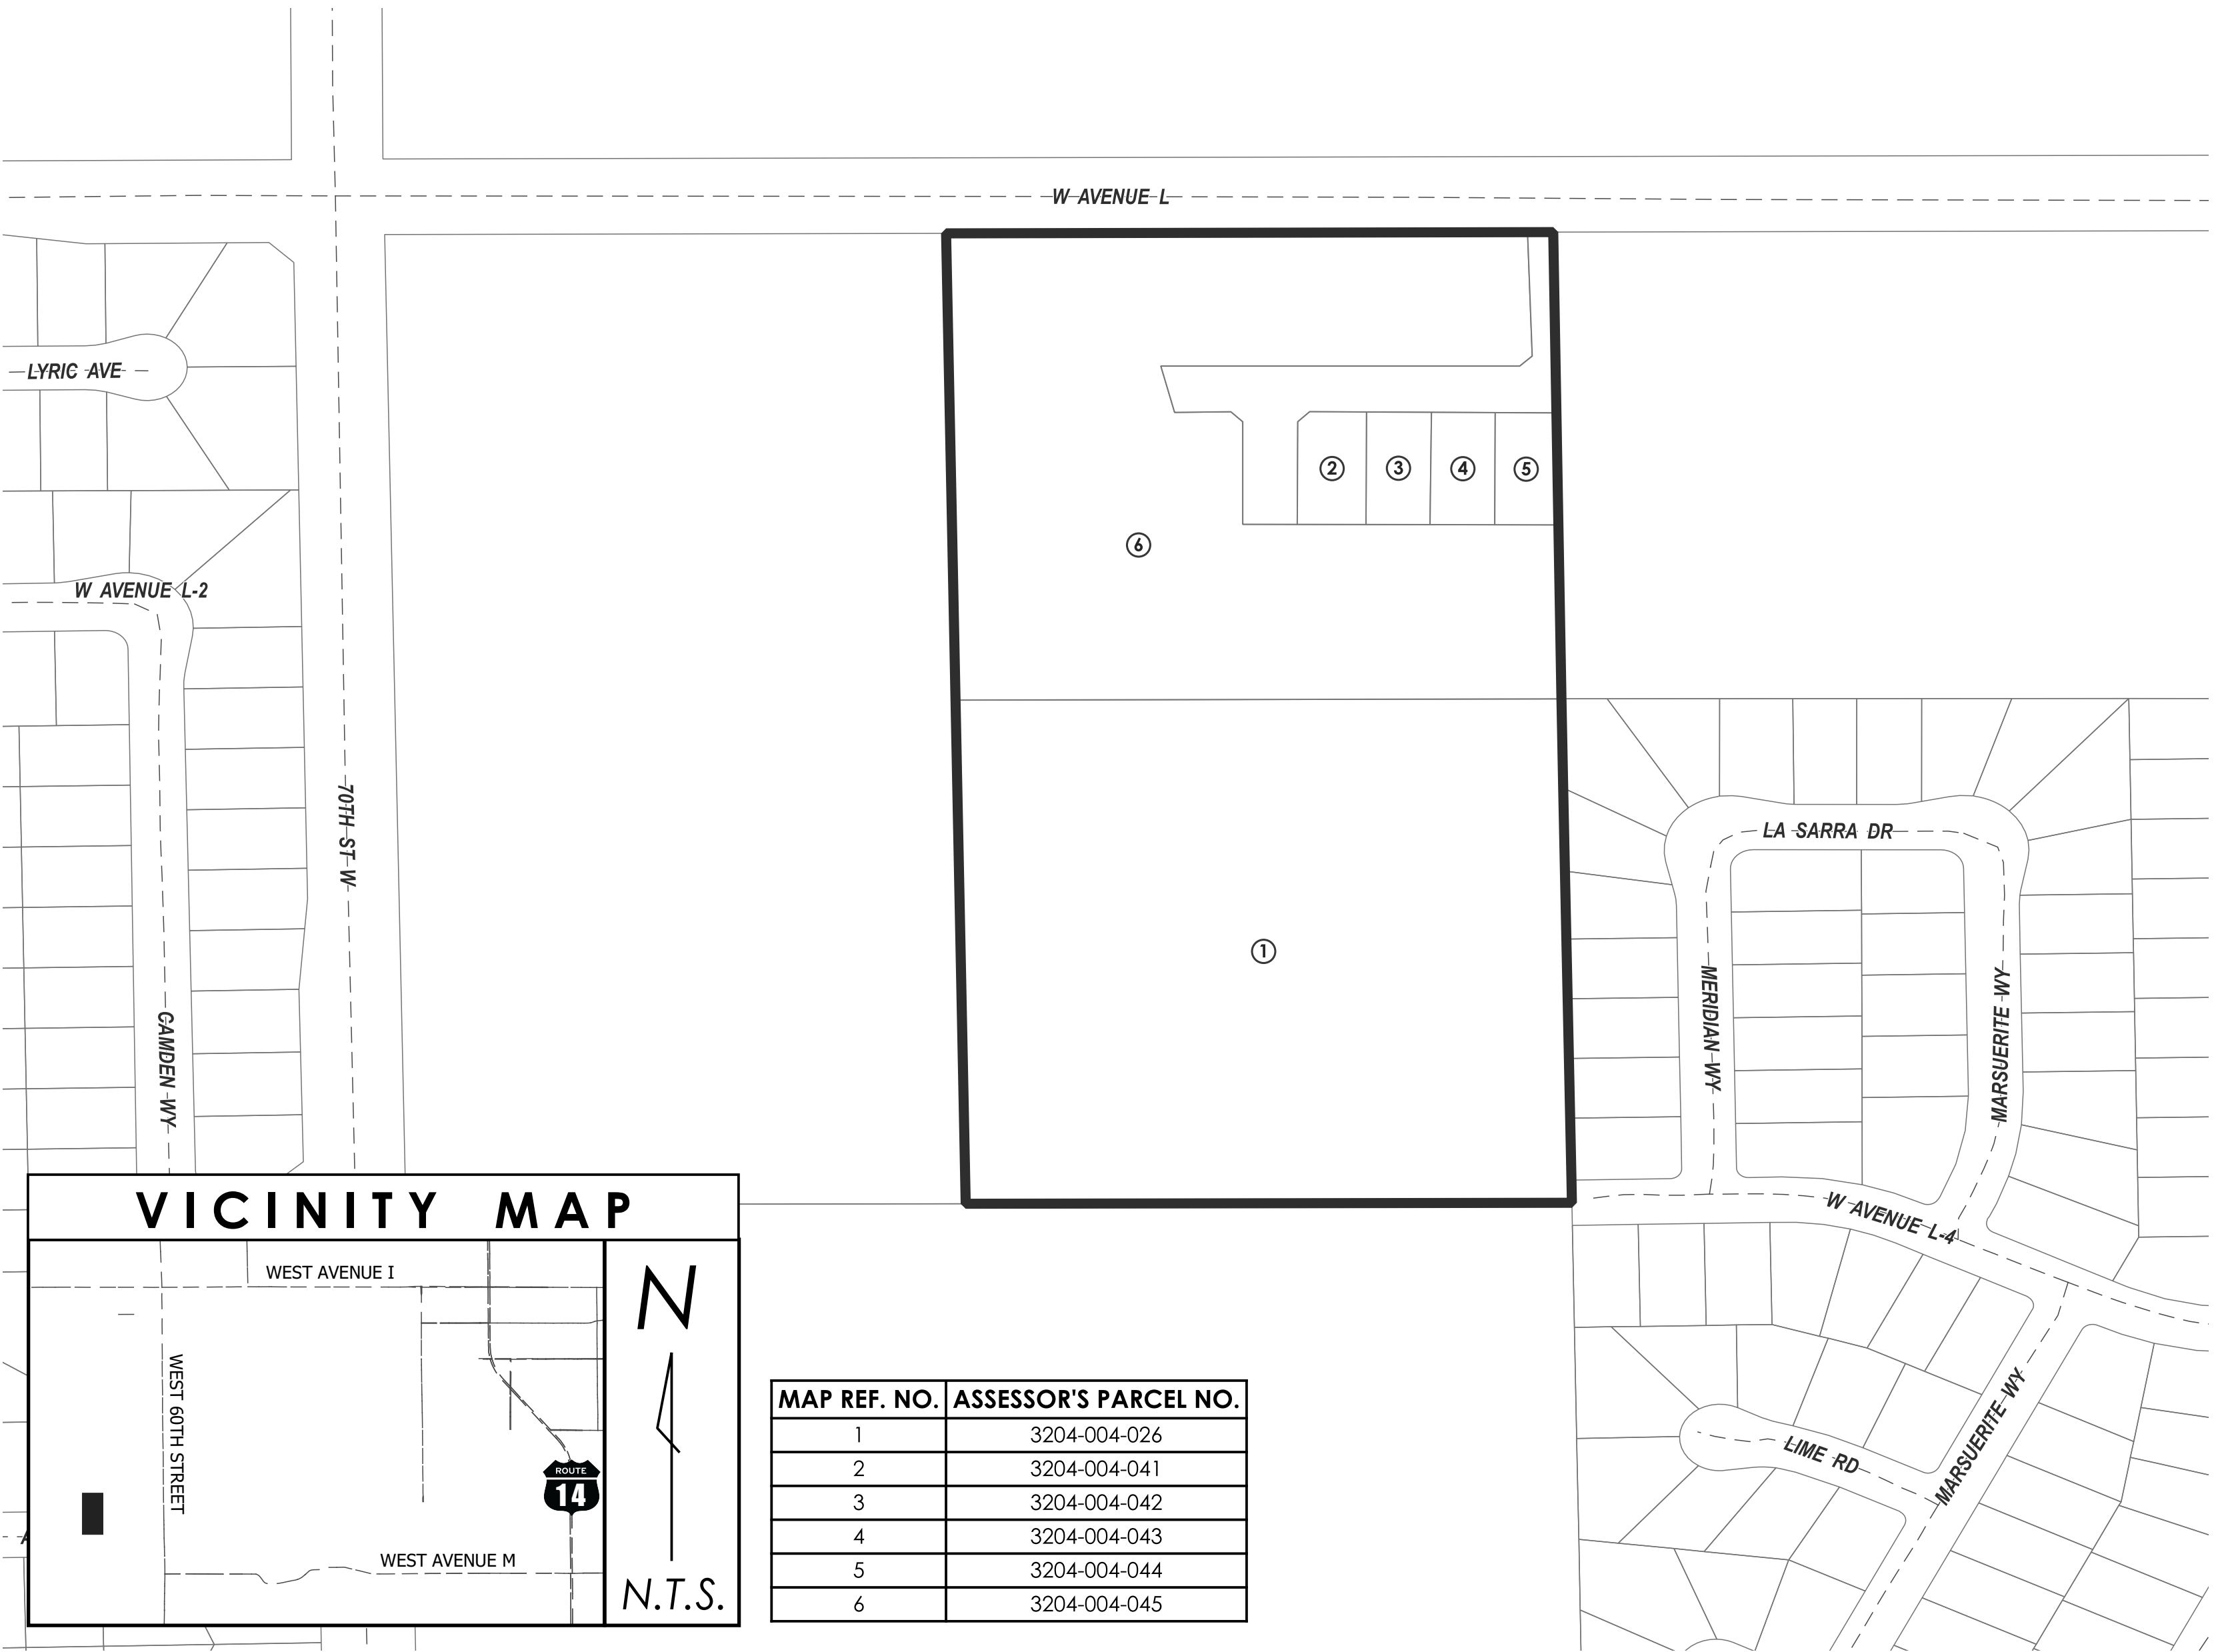 W AVENUE L
LYRIC AVE
② ③ ④ ⑤
⑥
W AVENUE L-2
70TH ST W
LA SARRA DR
①
MERIDIAN WY
MARSUERITE WY
CAMDEN WY
W AVENUE L-4
VICINITY MAP
WEST AVENUE I
WEST 60TH STREET
ROUTE
14
WEST AVENUE M
N
N.T.S.
MAP REF. NO. ASSESSOR'S PARCEL NO.
1 3204-004-026
2 3204-004-041
3 3204-004-042
4 3204-004-043
5 3204-004-044
6 3204-004-045
MARSUERITE WY
LIME RD